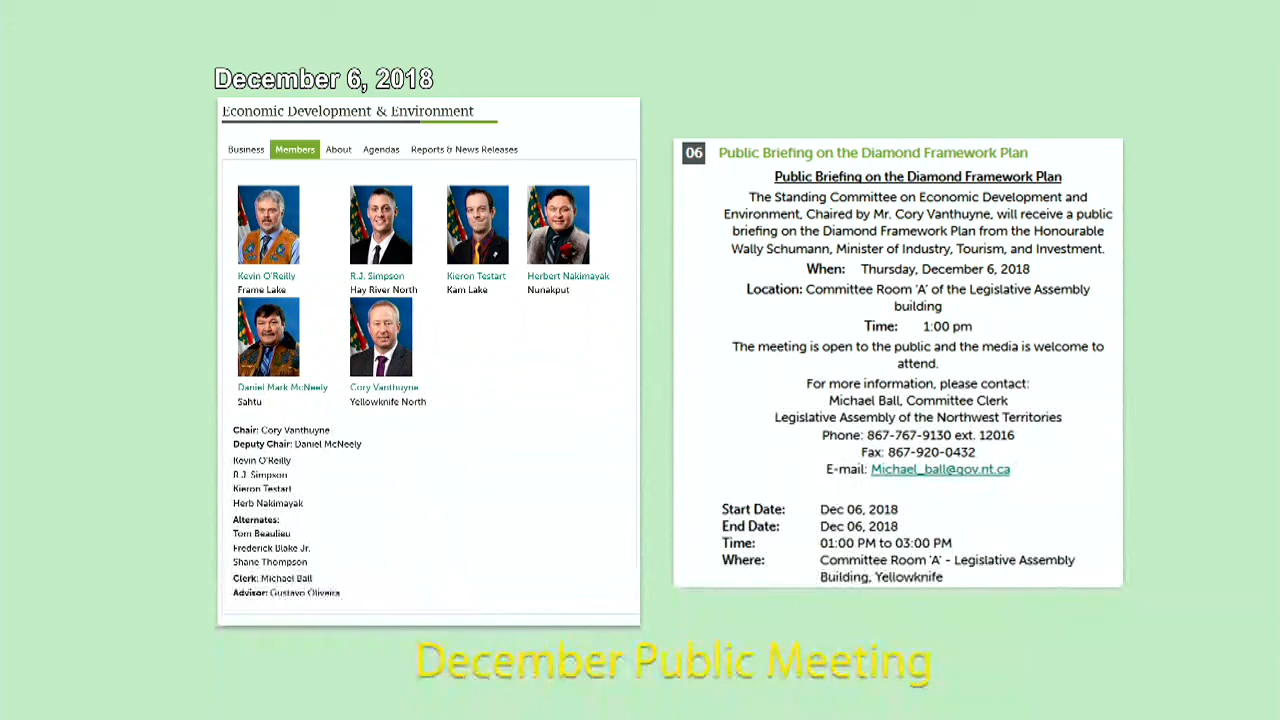 December 6, 2018
Economic Development & Environment
Business Members About Agendas Reports & News Releases
Kevin O'Reilly R.J. Simpson Kieron Testart Herbert Nakimayak
Frame Lake Hay River North Kam Lake Nunakput
Daniel Mark McNeely Cory Vanthuyne
Sahtu Yellowknife North
Chair: Cory Vanthuyne
Deputy Chair: Daniel McNeely
Kevin O'Reilly
R.J. Simpson
Kieron Testart
Herb Nakimayak
Alternates:
Tom Beaulieu
Frederick Blake Jr.
Shane Thompson
Clerk: Michael Ball
Advisor: Gustavo Oliveira
06 Public Briefing on the Diamond Framework Plan
Public Briefing on the Diamond Framework Plan
The Standing Committee on Economic Development and
Environment, Chaired by Mr. Cory Vanthuyne, will receive a public
briefing on the Diamond Framework Plan from the Honourable
Wally Schumann, Minister of Industry, Tourism, and Investment.
When: Thursday, December 6, 2018
Location: Committee Room 'A' of the Legislative Assembly
building
Time: 1:00 pm
The meeting is open to the public and the media is welcome to
attend.
For more information, please contact:
Michael Ball, Committee Clerk
Legislative Assembly of the Northwest Territories
Phone: 867-767-9130 ext. 12016
Fax: 867-920-0432
E-mail: Michael_ball@gov.nt.ca
Start Date: Dec 06, 2018
End Date: Dec 06, 2018
Time: 01:00 PM to 03:00 PM
Where: Committee Room 'A' - Legislative Assembly
Building, Yellowknife
December Public Meeting